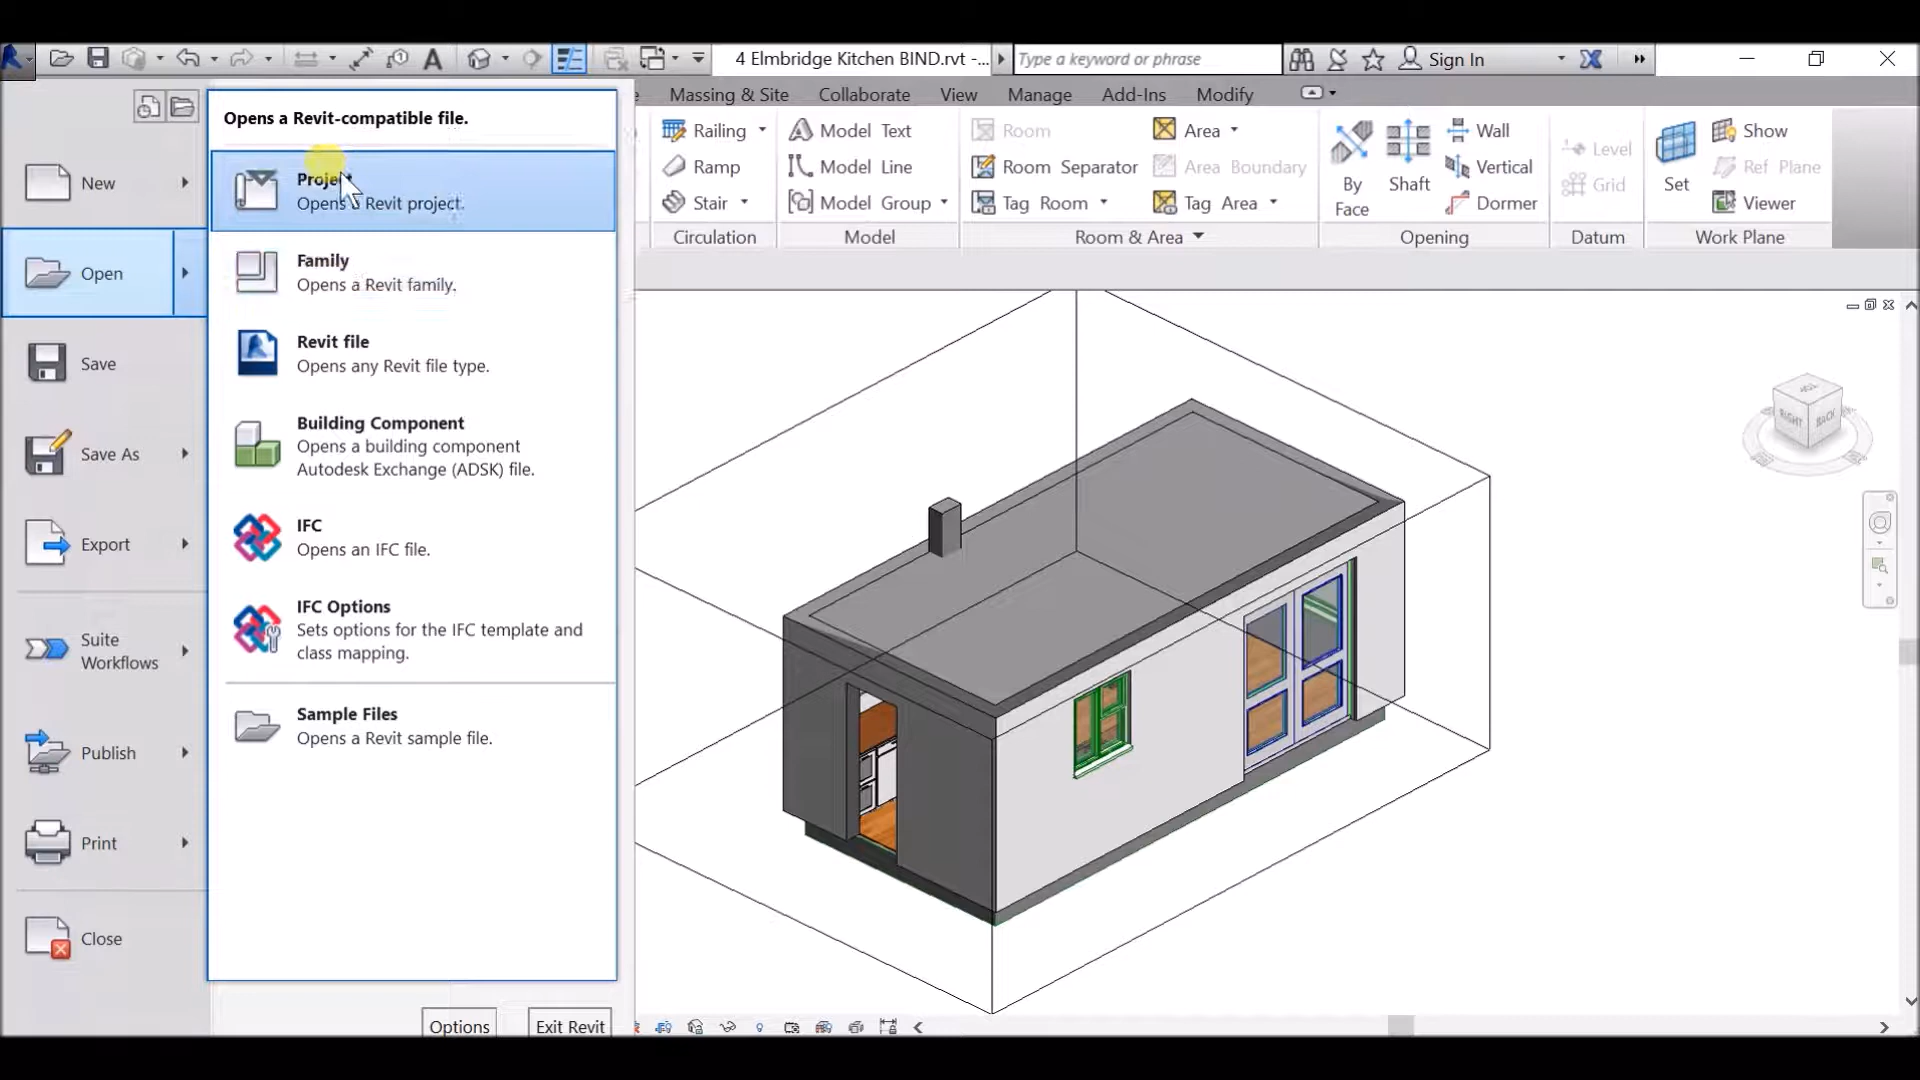 4 Elmbridge Kitchen BIND.rvt -...
Type a keyword or phrase
Sign In
Massing & Site
Collaborate
View
Manage
Add-Ins
Modify
Railing
Ramp
Stair
Circulation
Model Text
Model Line
Model Group
Model
Room
Room Separator
Tag Room
Area
Area Boundary
Tag Area
Room & Area
By
Face
Shaft
Wall
Vertical
Dormer
Opening
Level
Grid
Datum
Set
Show
Ref Plane
Viewer
Work Plane
New
Open
Save
Save As
Export
Suite
Workflows
Publish
Print
Close
Opens a Revit-compatible file.
Project
Opens a Revit project.
Family
Opens a Revit family.
Revit file
Opens any Revit file type.
Building Component
Opens a building component
Autodesk Exchange (ADSK) file.
IFC
Opens an IFC file.
IFC Options
Sets options for the IFC template and
class mapping.
Sample Files
Opens a Revit sample file.
Options
Exit Revit
TOP
RIGHT
BACK